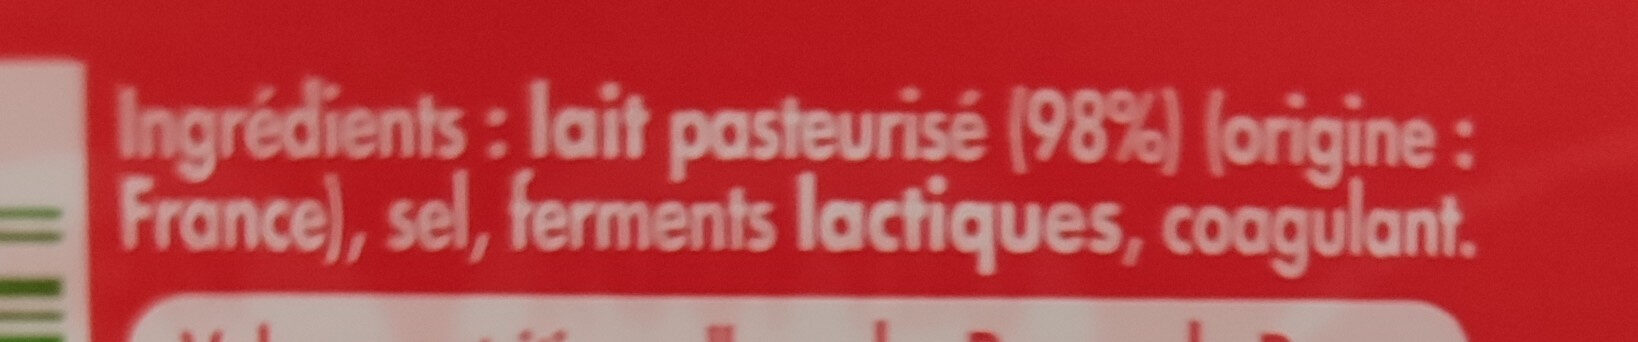 Ingrédients : lait pasteurisé (98%) (origine :
France), sel, ferments lactiques, coagulant.